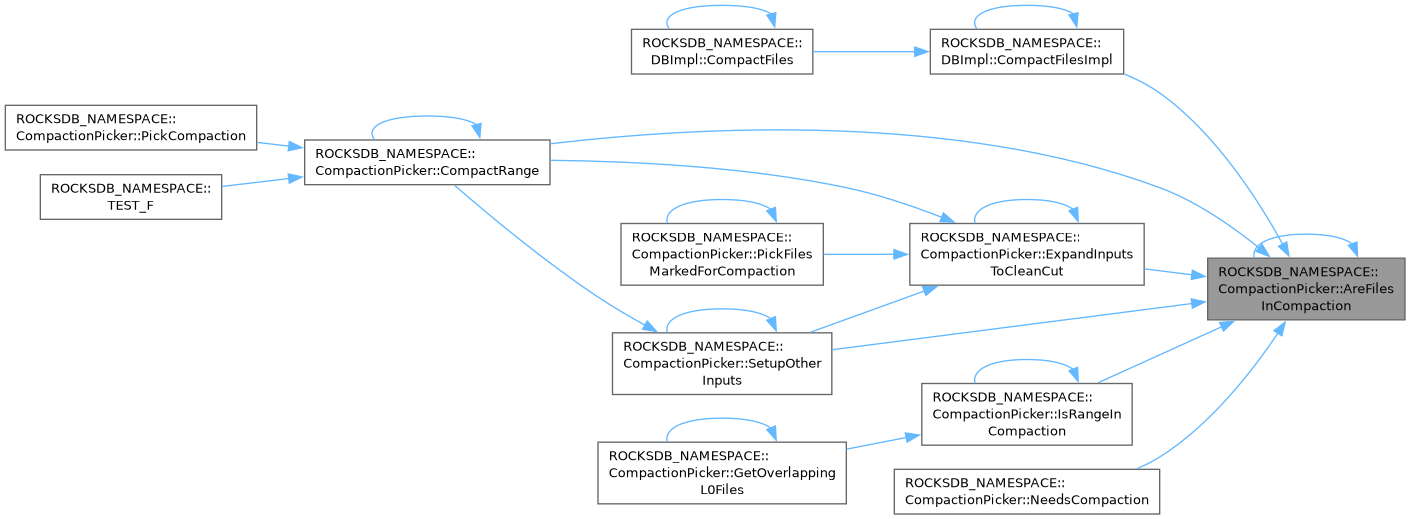 ROCKSDB_NAMESPACE::
DBImpl::CompactFiles
ROCKSDB_NAMESPACE::
DBImpl::CompactFilesImpl
ROCKSDB_NAMESPACE::
CompactionPicker::PickCompaction
ROCKSDB_NAMESPACE::
CompactionPicker::CompactRange
ROCKSDB_NAMESPACE::
TEST_F
ROCKSDB_NAMESPACE::
CompactionPicker::PickFiles
MarkedForCompaction
ROCKSDB_NAMESPACE::
CompactionPicker::ExpandInputs
ToCleanCut
ROCKSDB_NAMESPACE::
CompactionPicker::AreFiles
InCompaction
ROCKSDB_NAMESPACE::
CompactionPicker::SetupOther
Inputs
ROCKSDB_NAMESPACE::
CompactionPicker::IsRangeIn
Compaction
ROCKSDB_NAMESPACE::
CompactionPicker::GetOverlapping
L0Files
ROCKSDB_NAMESPACE::
CompactionPicker::NeedsCompaction